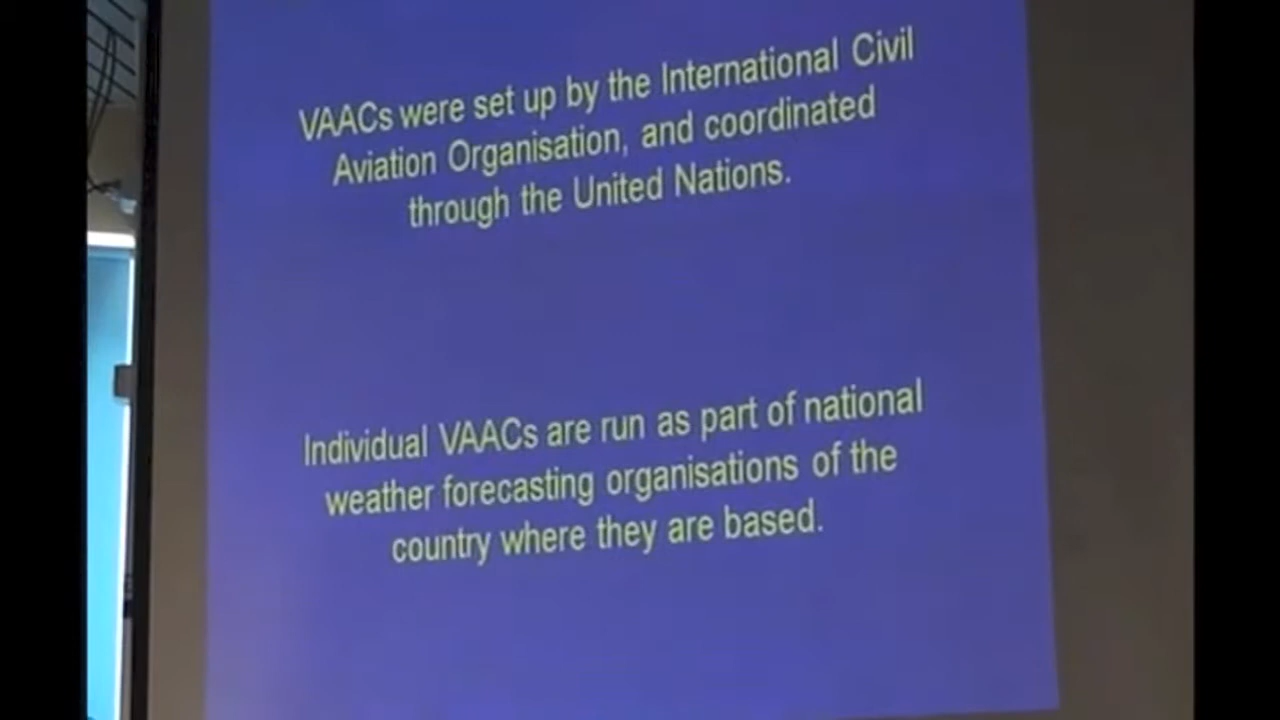 VAACs were set up by the International Civil
Aviation Organisation, and coordinated
through the United Nations.
Individual VAACs are run as part of national
weather forecasting organisations of the
country where they are based.